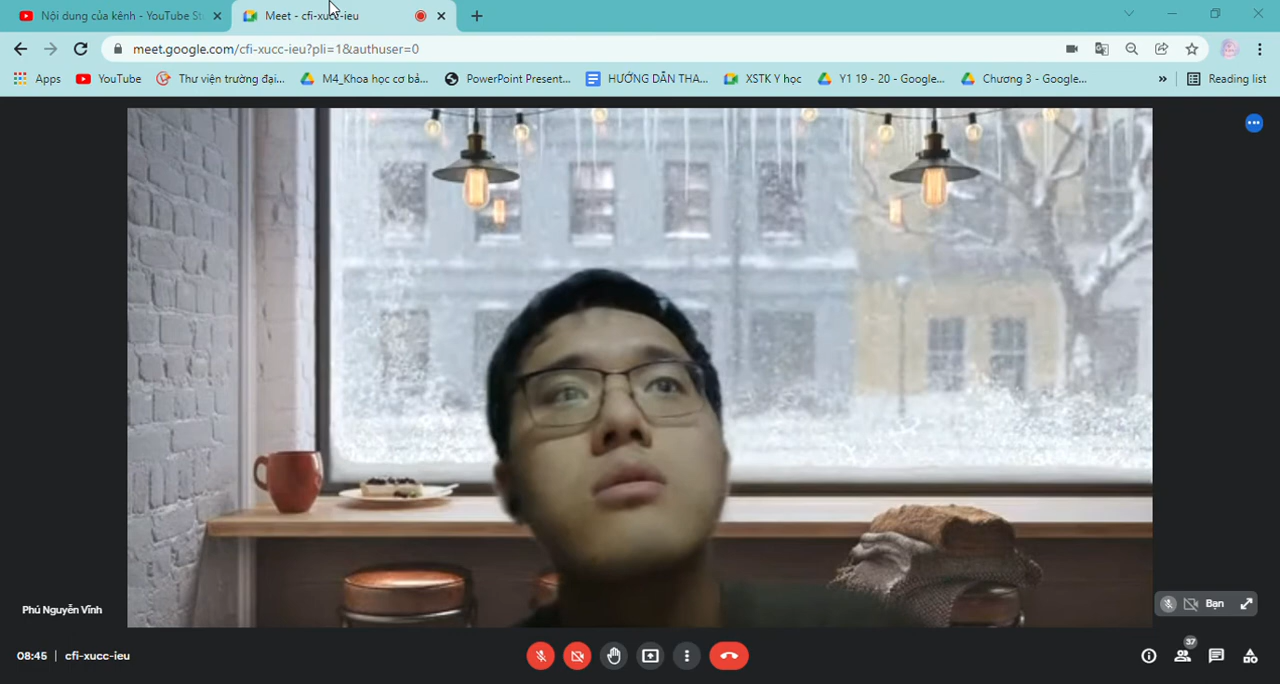 Nội dung của kênh - YouTube St
Meet - cfi-xucc-ieu
meet.google.com/cfi-xucc-ieu?pli=1&authuser=0
Apps
YouTube
Thư viện trường đại...
M4_Khoa học cơ bả...
PowerPoint Present...
HƯỚNG DẪN THA...
XSTK Y học
Y1 19 - 20 - Google...
Chương 3 - Google...
»
Reading list
Phú Nguyễn Vĩnh
Bạn
08:45 | cfi-xucc-ieu
37